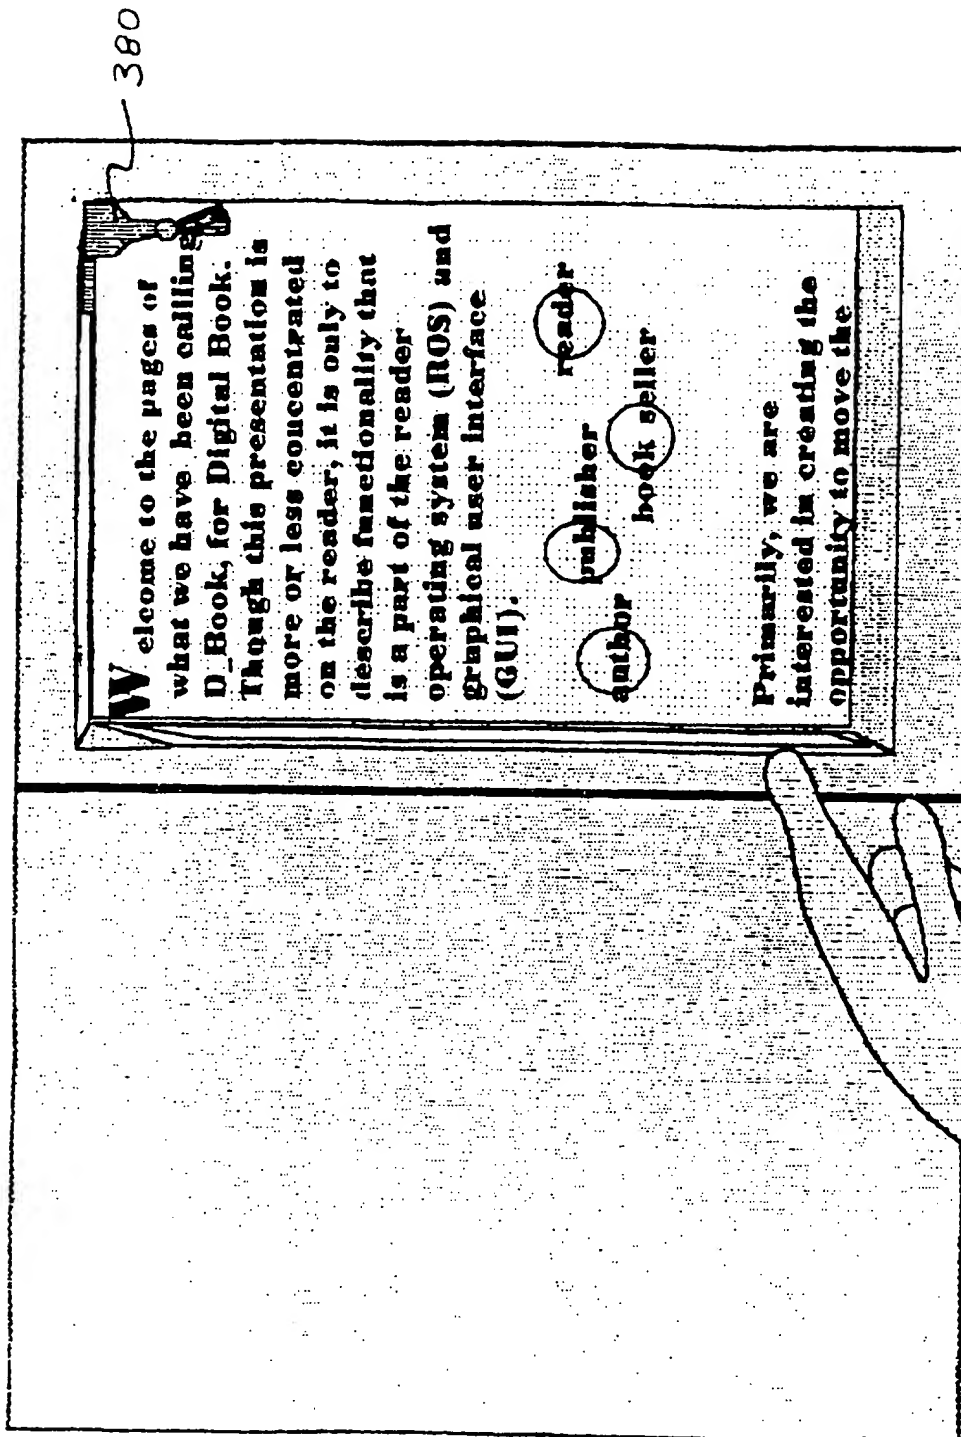 380
Welcome to the pages of
what we have been callling
D_Book, for Digital Book.
Though this presentation is
more or less concentrated
on the reader, it is only to
describe functionality that
is a part of the reader
operating system (ROS) and
graphical user interface
(GUI).
reader
publisher
author
book seller
Primarily, we are
interested in creating the
opportunity to move the